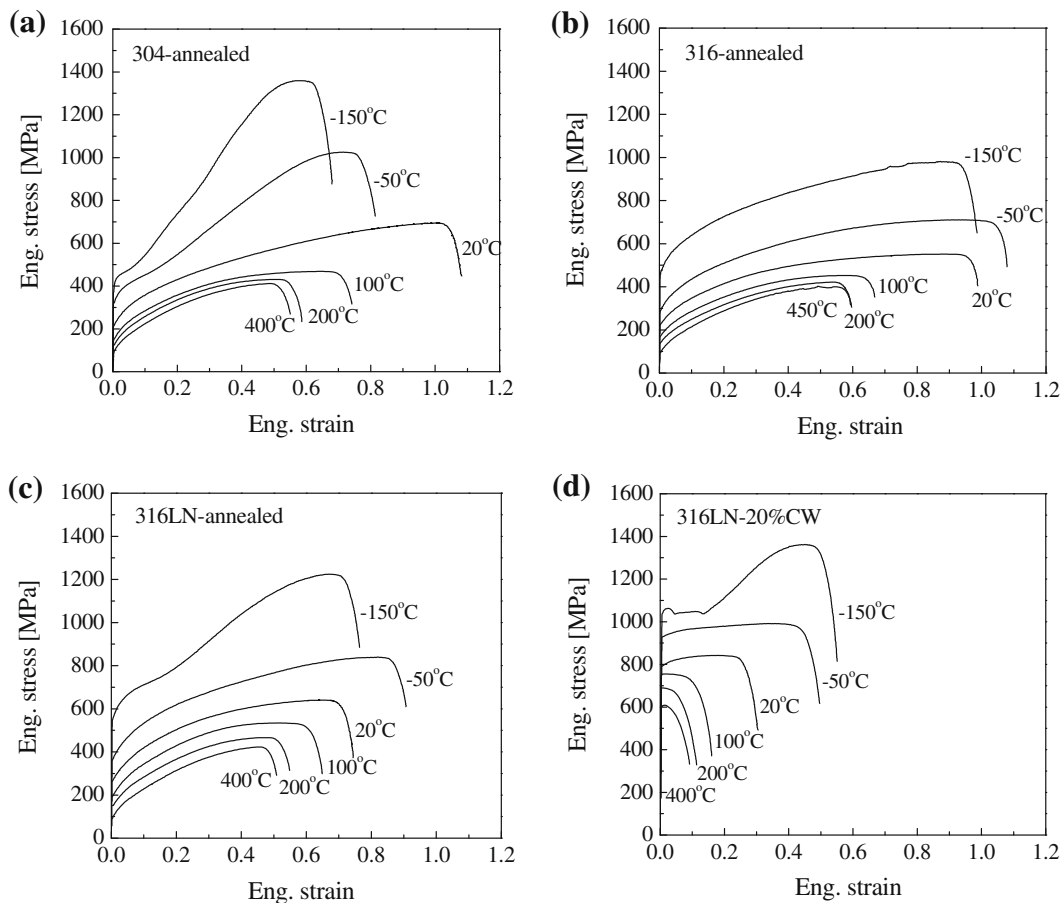 (a)
304-annealed
Eng. stress [MPa]
1600
1400
1200
1000
800
600
400
200
0
-150°C
-50°C
20°C
100°C
200°C
400°C
0.0 0.2 0.4 0.6 0.8 1.0 1.2
Eng. strain
(b)
316-annealed
Eng. stress [MPa]
1600
1400
1200
1000
800
600
400
200
0
-150°C
-50°C
20°C
100°C
450°C
200°C
0.0 0.2 0.4 0.6 0.8 1.0 1.2
Eng. strain
(c)
316LN-annealed
Eng. stress [MPa]
1600
1400
1200
1000
800
600
400
200
0
-150°C
-50°C
20°C
100°C
200°C
400°C
0.0 0.2 0.4 0.6 0.8 1.0 1.2
Eng. strain
(d)
316LN-20%CW
Eng. stress [MPa]
1600
1400
1200
1000
800
600
400
200
0
-150°C
-50°C
20°C
100°C
200°C
400°C
0.0 0.2 0.4 0.6 0.8 1.0 1.2
Eng. strain